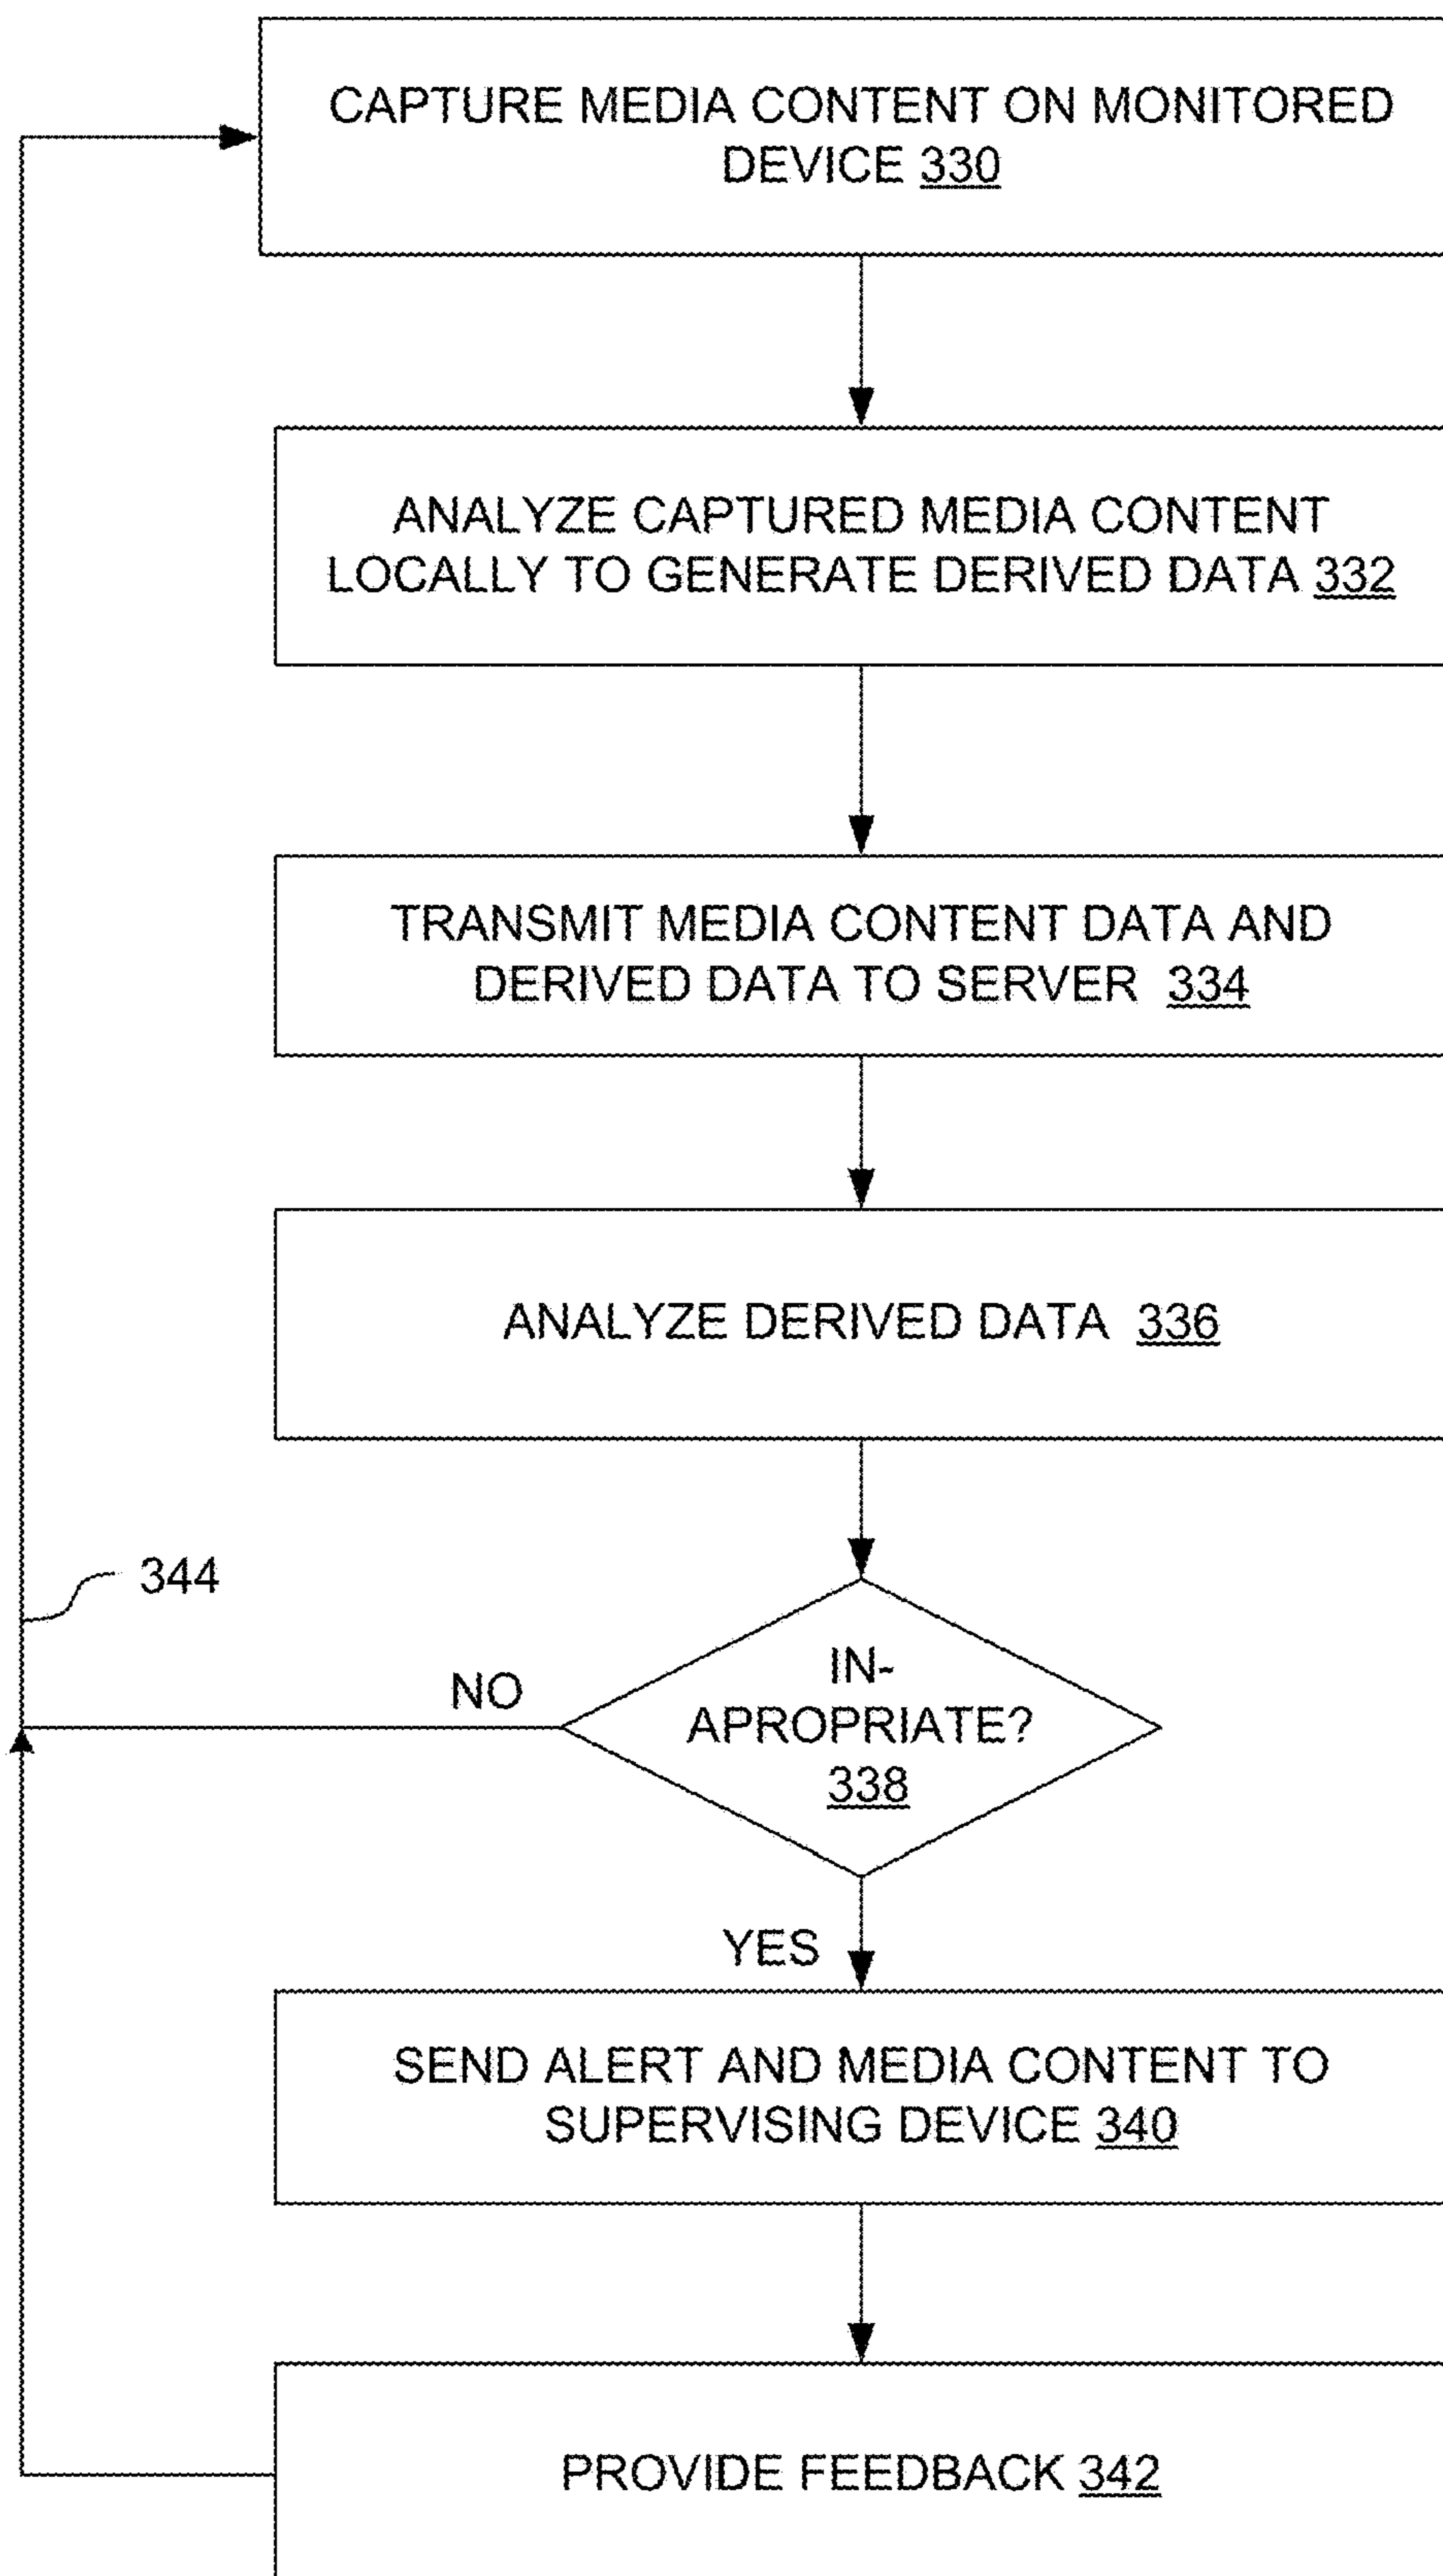 CAPTURE MEDIA CONTENT ON MONITORED
DEVICE 330
ANALYZE CAPTURED MEDIA CONTENT
LOCALLY TO GENERATE DERIVED DATA 332
TRANSMIT MEDIA CONTENT DATA AND
DERIVED DATA TO SERVER 334
ANALYZE DERIVED DATA 336
344
NO
IN-
APROPRIATE?
338
YES
SEND ALERT AND MEDIA CONTENT TO
SUPERVISING DEVICE 340
PROVIDE FEEDBACK 342